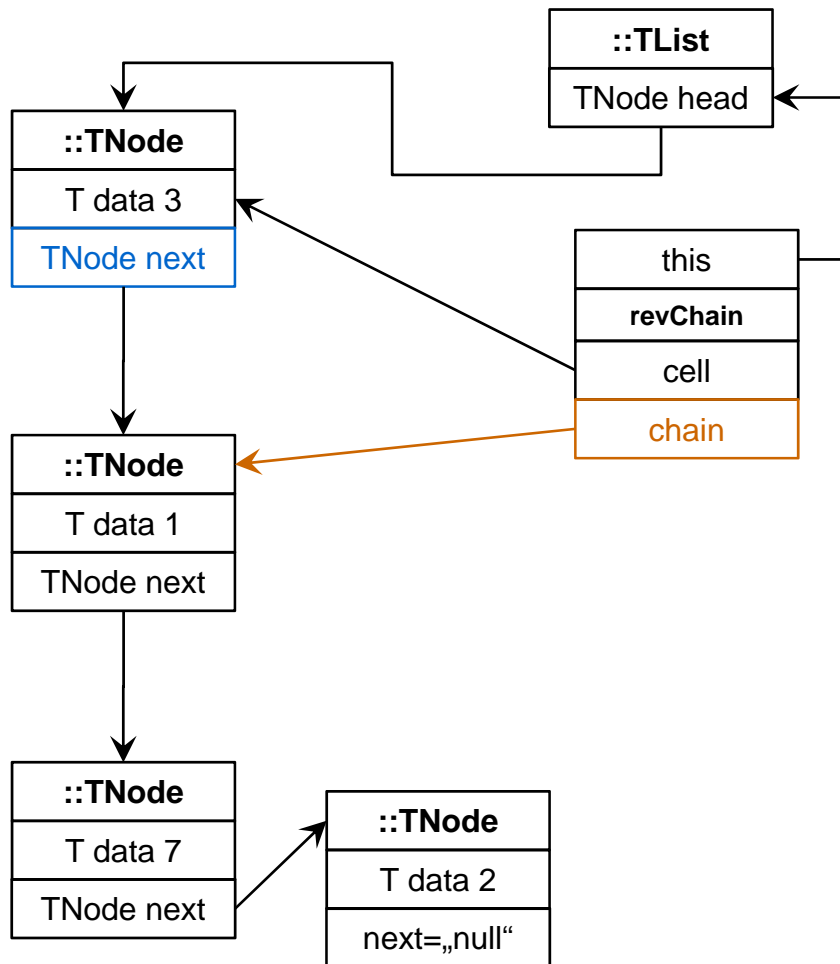 ::TList
TNode head
::TNode
T data 3
TNode next
this
revChain
cell
chain
::TNode
T data 1
TNode next
::TNode
T data 7
TNode next
::TNode
T data 2
next=„null“